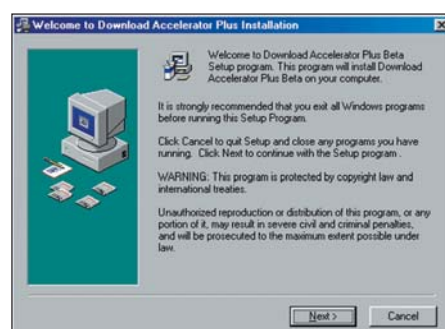 Welcome to Download Accelerator Plus Installation
Welcome to Download Accelerator Plus Beta
Setup program. This program will install Download
Accelerator Plus Beta on your computer.
It is strongly recommended that you exit all Windows programs
before running this Setup Program.
Click Cancel to quit Setup and close any programs you have
running. Click Next to continue with the Setup program .
WARNING: This program is protected by copyright law and
international treaties.
Unauthorized reproduction or distribution of this program, or any
portion of it, may result in severe civil and criminal penalties,
and will be prosecuted to the maximum extent possible under
law.
Next >
Cancel